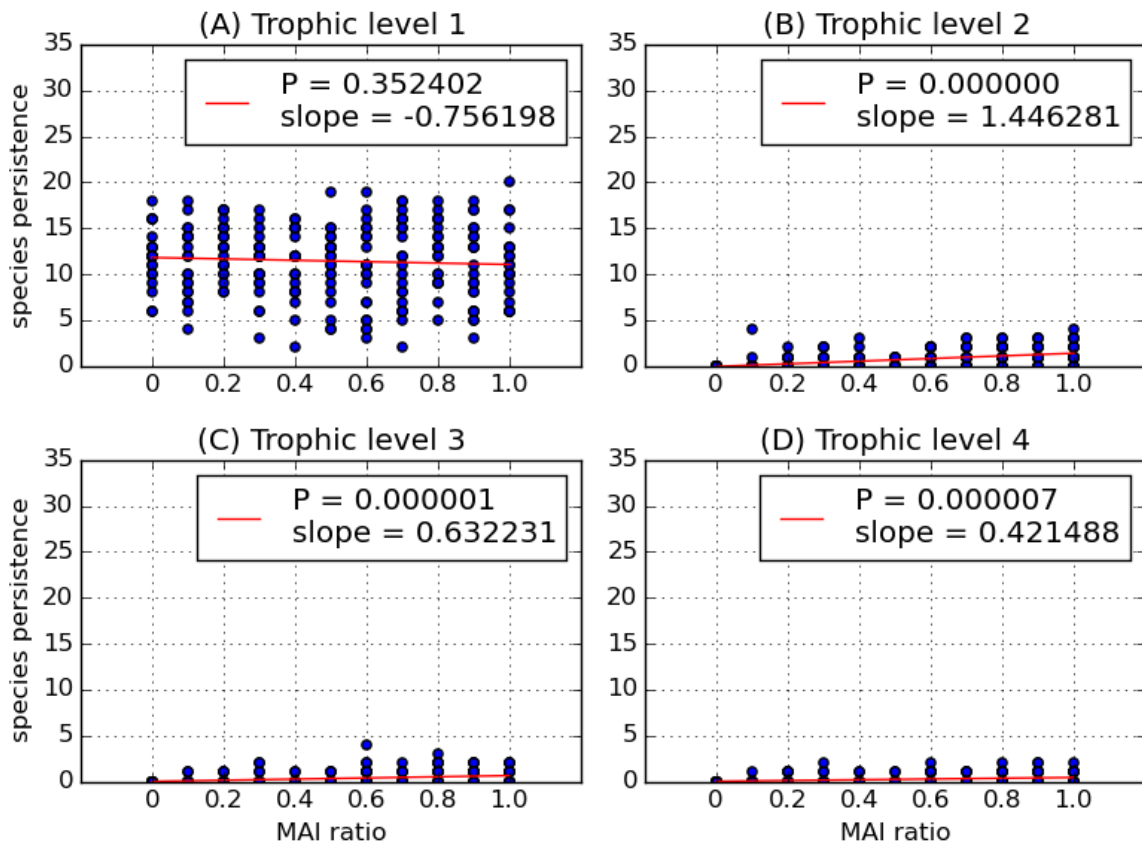 (A) Trophic level 1
35
30
25
20
15
10
5
0
species persistence
P = 0.352402
slope = -0.756198
0 0.2 0.4 0.6 0.8 1.0
(B) Trophic level 2
35
30
25
20
15
10
5
0
P = 0.000000
slope = 1.446281
0 0.2 0.4 0.6 0.8 1.0
(C) Trophic level 3
35
30
25
20
15
10
5
0
species persistence
P = 0.000001
slope = 0.632231
0 0.2 0.4 0.6 0.8 1.0
MAI ratio
(D) Trophic level 4
35
30
25
20
15
10
5
0
P = 0.000007
slope = 0.421488
0 0.2 0.4 0.6 0.8 1.0
MAI ratio